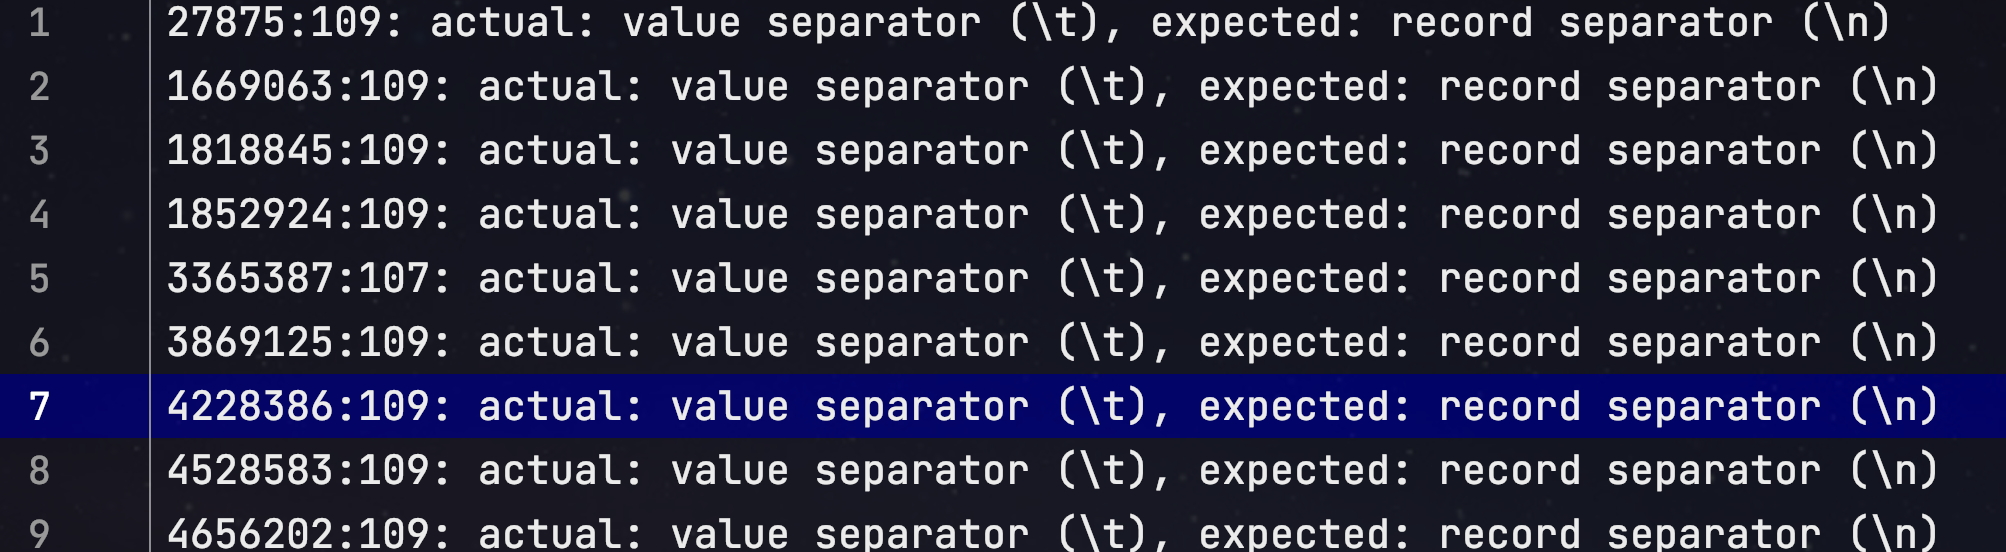 1 27875:109: actual: value separator (\t), expected: record separator (\n)
2 1669063:109: actual: value separator (\t), expected: record separator (\n)
3 1818845:109: actual: value separator (\t), expected: record separator (\n)
4 1852924:109: actual: value separator (\t), expected: record separator (\n)
5 3365387:107: actual: value separator (\t), expected: record separator (\n)
6 3869125:109: actual: value separator (\t), expected: record separator (\n)
7 4228386:109: actual: value separator (\t), expected: record separator (\n)
8 4528583:109: actual: value separator (\t), expected: record separator (\n)
9 4656202:109: actual: value separator (\t), expected: record separator (\n)